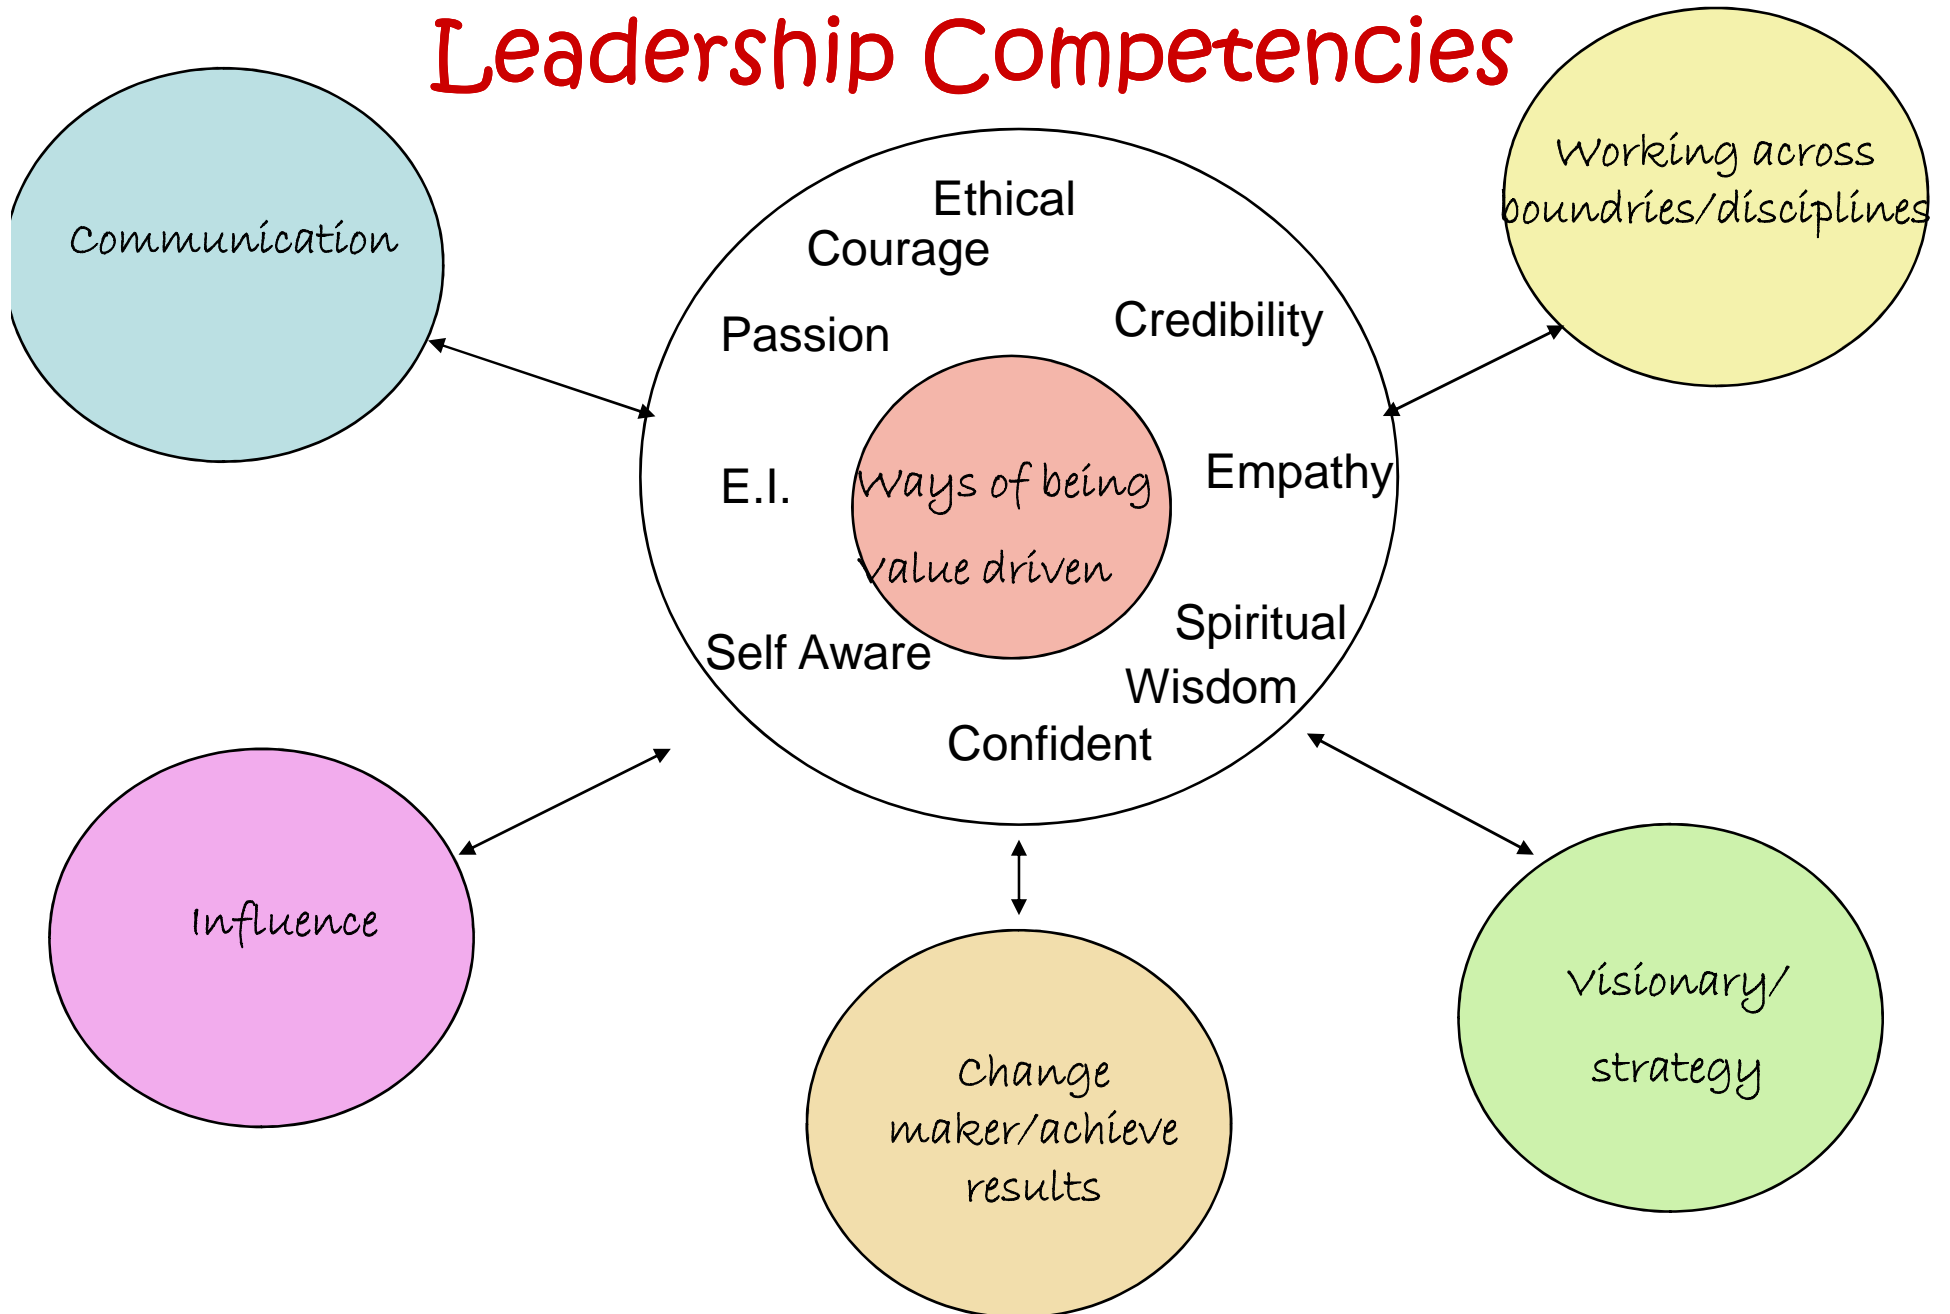 Leadership Competencies
Communication
Working across
boundries/disciplines
Ethical
Courage
Credibility
Passion
Empathy
E.I.
Ways of being
value driven
Spiritual
Self Aware
Wisdom
Confident
Influence
Visionary/
strategy
Change
maker/achieve
results